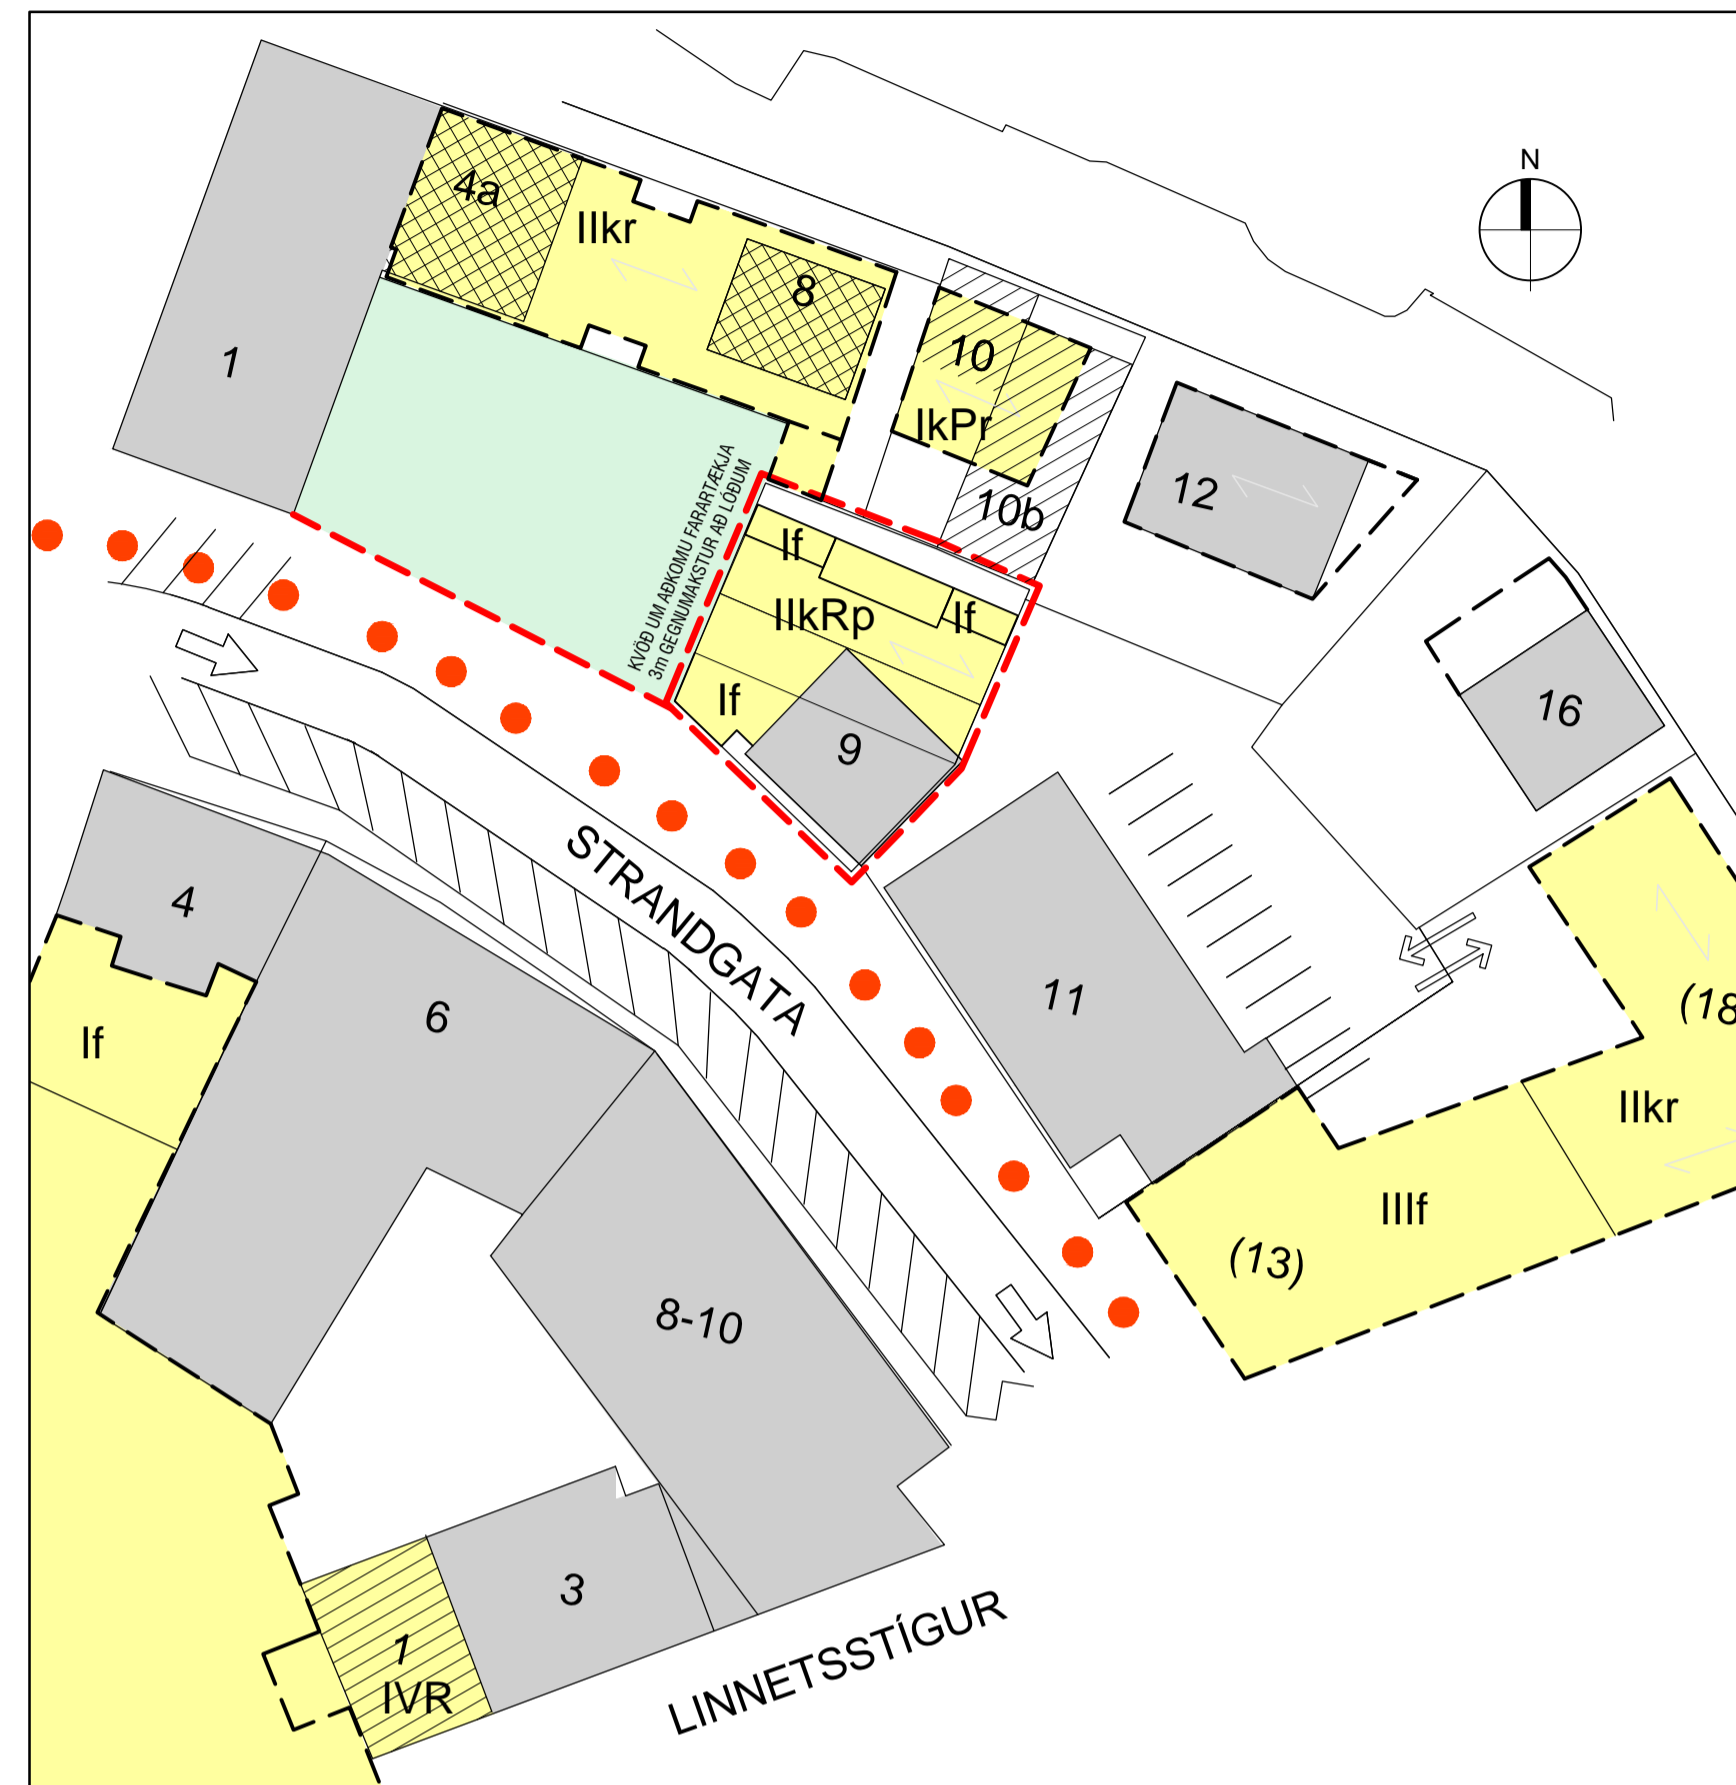 N
4a
IIkr
8
1
10
IkPr
10b
12
KVÖÐ UM AÐKOMU FARARTÆKJA
3m GEGNUMAKSTUR AÐ LÓÐUM
If
IIkRp
If
If
9
16
STRANDGATA
4
6
If
11
(18
IIkr
IIIf
(13)
8-10
3
1
IVR
LINNETSSTÍGUR